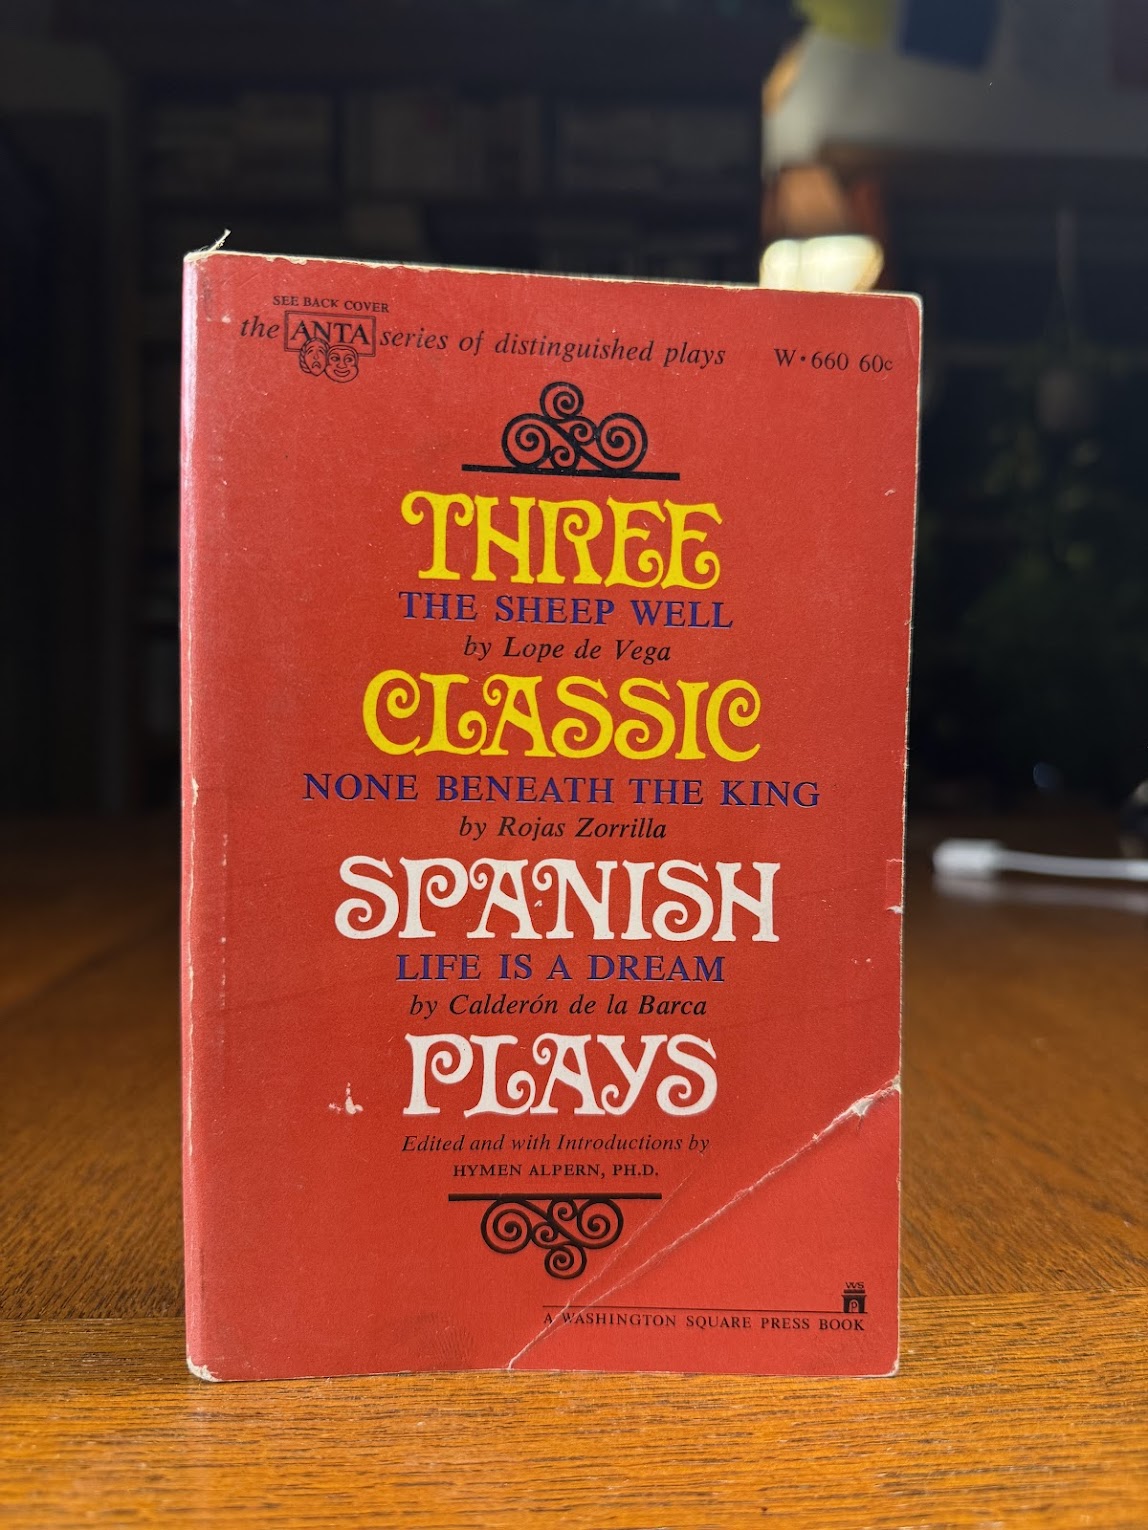 SEE BACK COVER
the ANTA series of distinguished plays W•660 60c
THREE
THE SHEEP WELL
by Lope de Vega
CLASSIC
NONE BENEATH THE KING
by Rojas Zorrilla
SPANISH
LIFE IS A DREAM
by Calderón de la Barca
PLAYS
Edited and with Introductions by
HYMEN ALPERN, PH.D.
WS
P
A WASHINGTON SQUARE PRESS BOOK